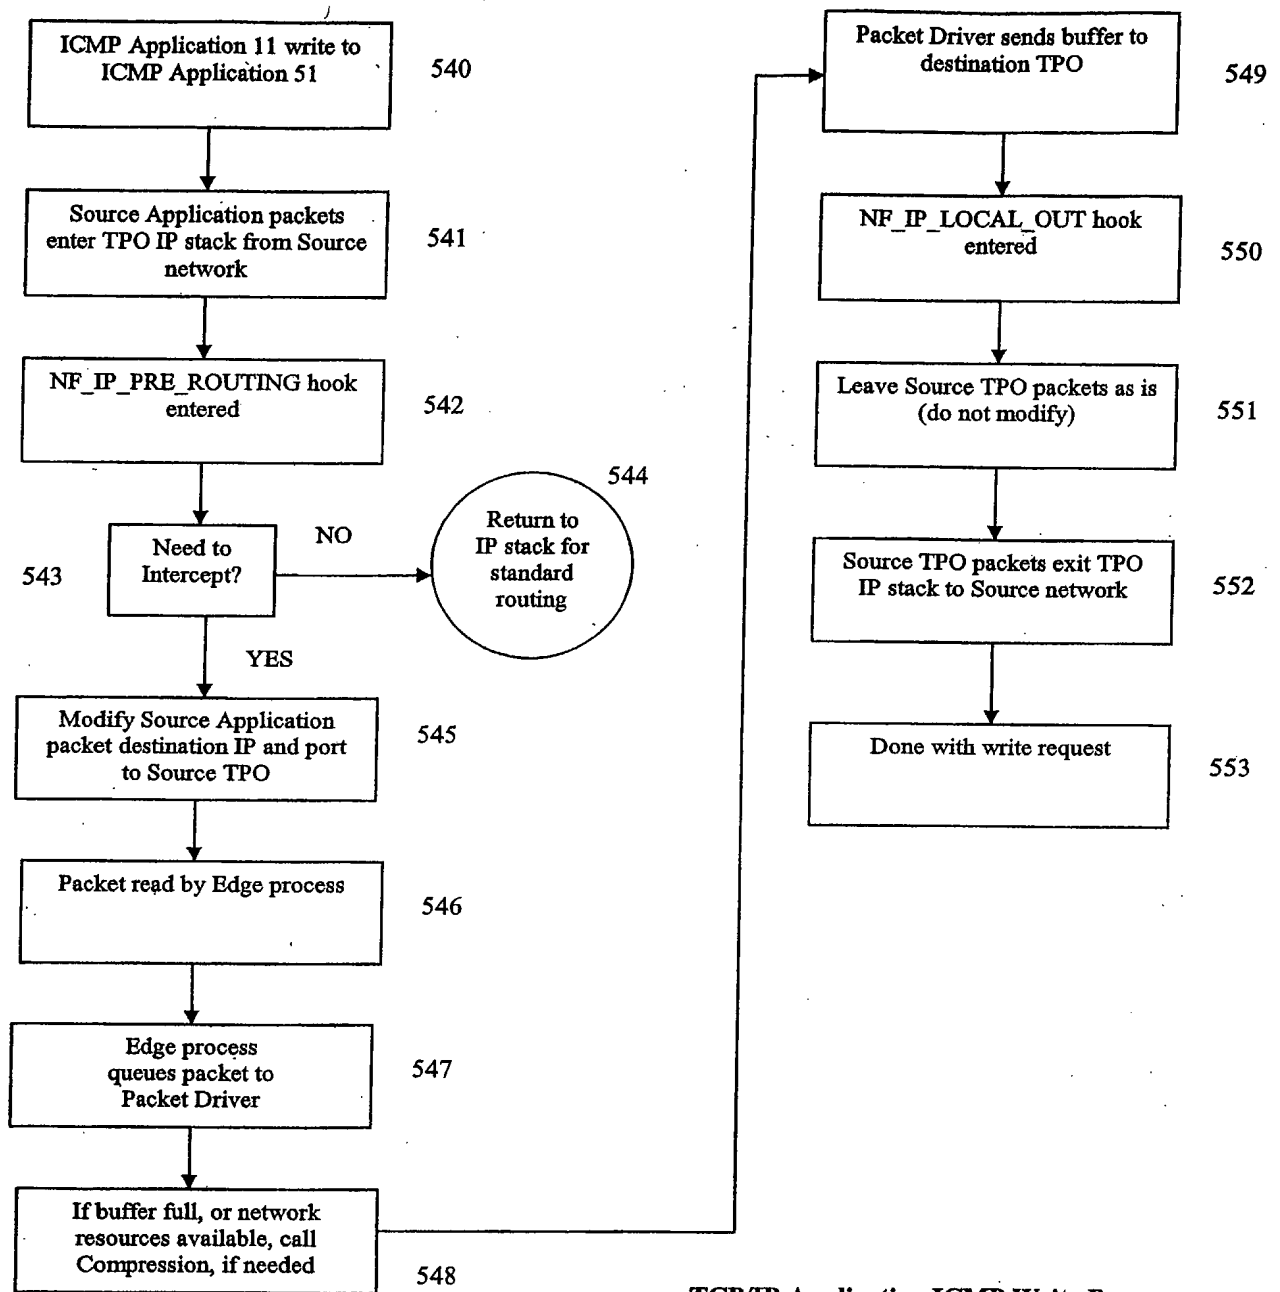 ICMP Application 11 write to
ICMP Application 51
540
Source Application packets
enter TPO IP stack from Source
network
541
NF_IP_PRE_ROUTING hook
entered
542
Need to
Intercept?
543
NO
544
Return to
IP stack for
standard
routing
YES
Modify Source Application
packet destination IP and port
to Source TPO
545
Packet read by Edge process
546
Edge process
queues packet to
Packet Driver
547
If buffer full, or network
resources available, call
Compression, if needed
548
Packet Driver sends buffer to
destination TPO
549
NF_IP_LOCAL_OUT hook
entered
550
Leave Source TPO packets as is
(do not modify)
551
Source TPO packets exit TPO
IP stack to Source network
552
Done with write request
553
TCP/IP Application ICMP Write